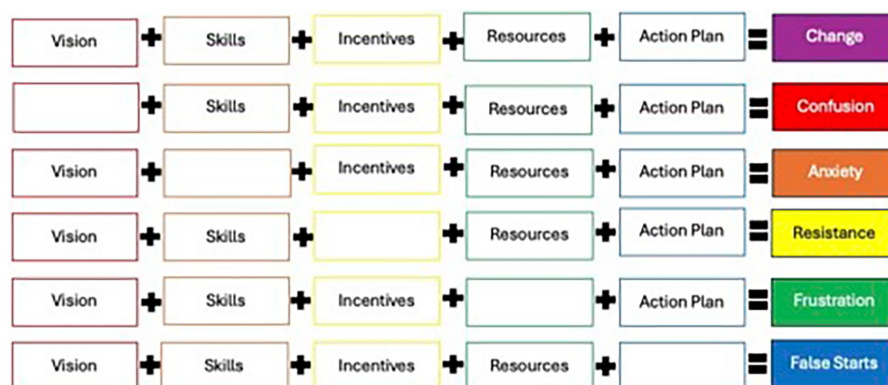 Vision + Skills + Incentives + Resources + Action Plan = Change
+ Skills + Incentives + Resources + Action Plan = Confusion
Vision + + Incentives + Resources + Action Plan = Anxiety
Vision + Skills + + Resources + Action Plan = Resistance
Vision + Skills + Incentives + + Action Plan = Frustration
Vision + Skills + Incentives + Resources + = False Starts